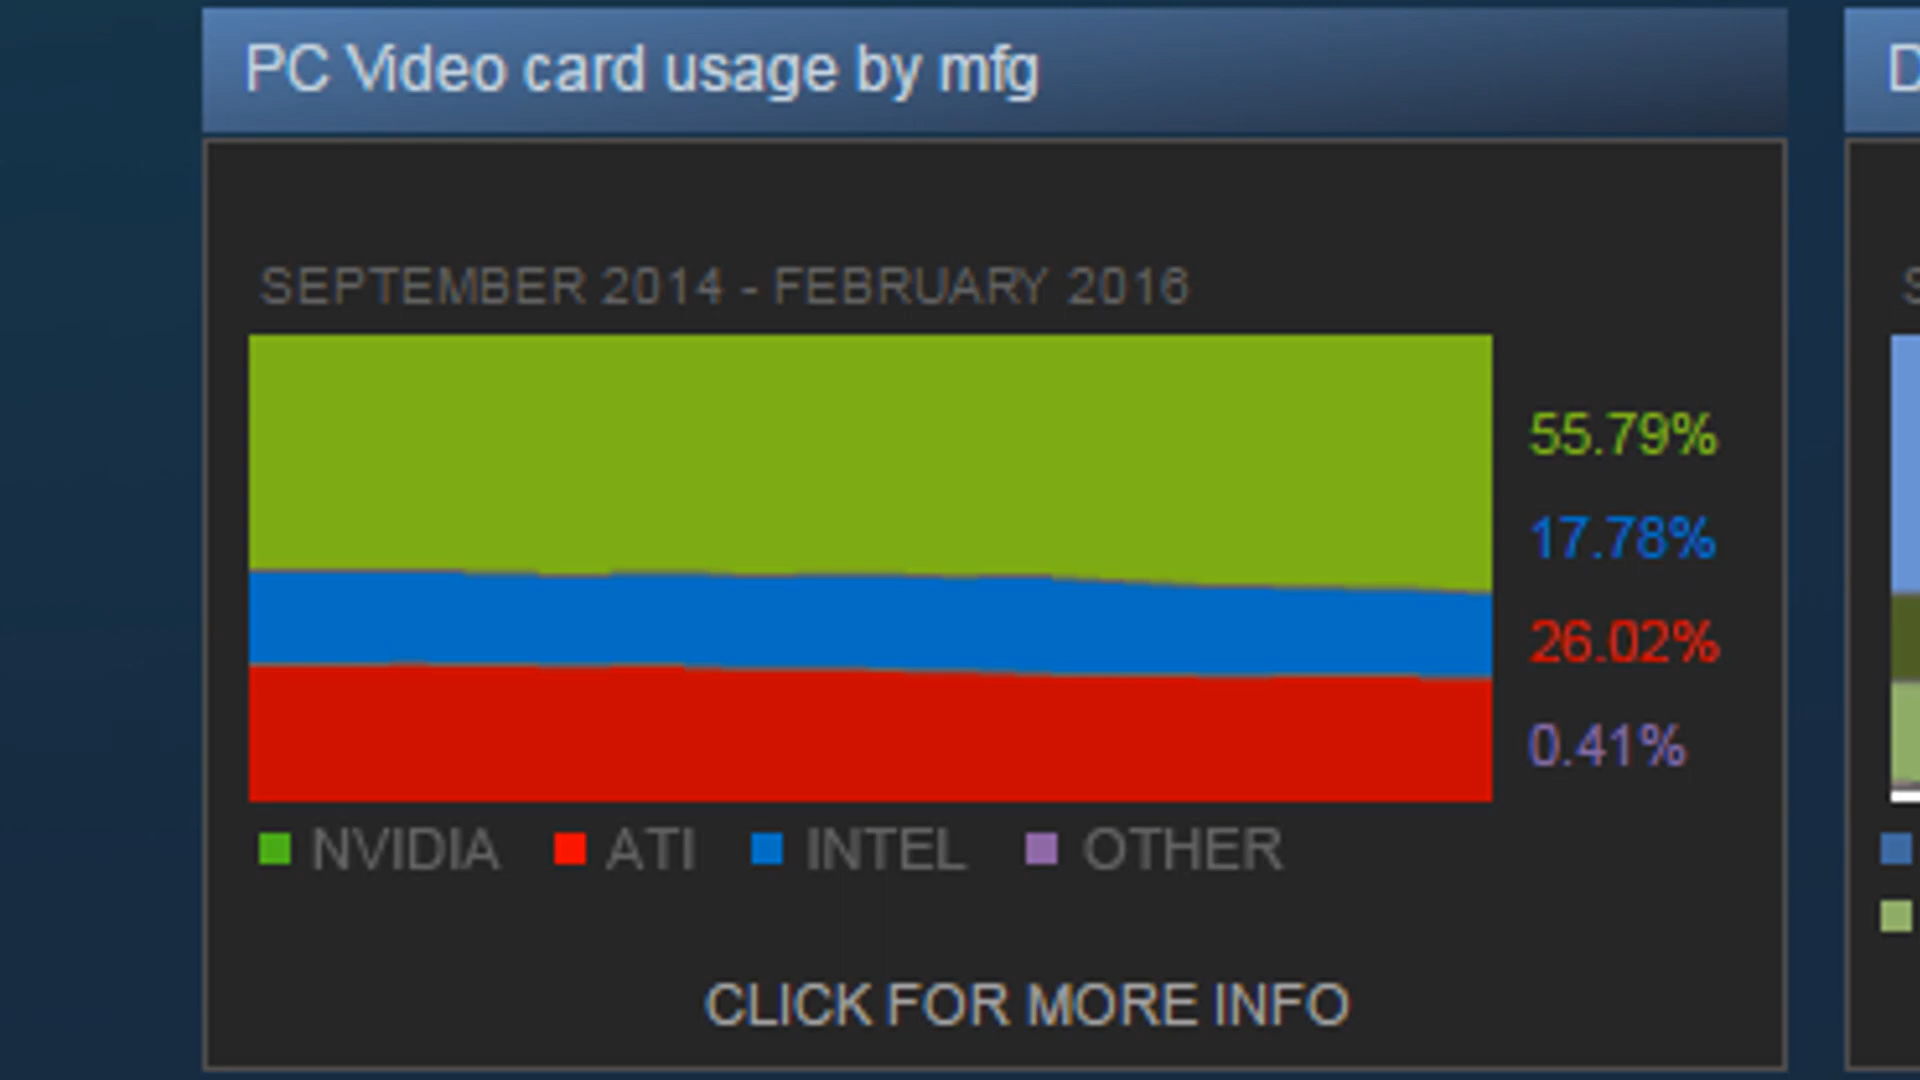 PC Video card usage by mfg
SEPTEMBER 2014 - FEBRUARY 2016
55.79%
17.78%
26.02%
0.41%
NVIDIA ATI INTEL OTHER
CLICK FOR MORE INFO